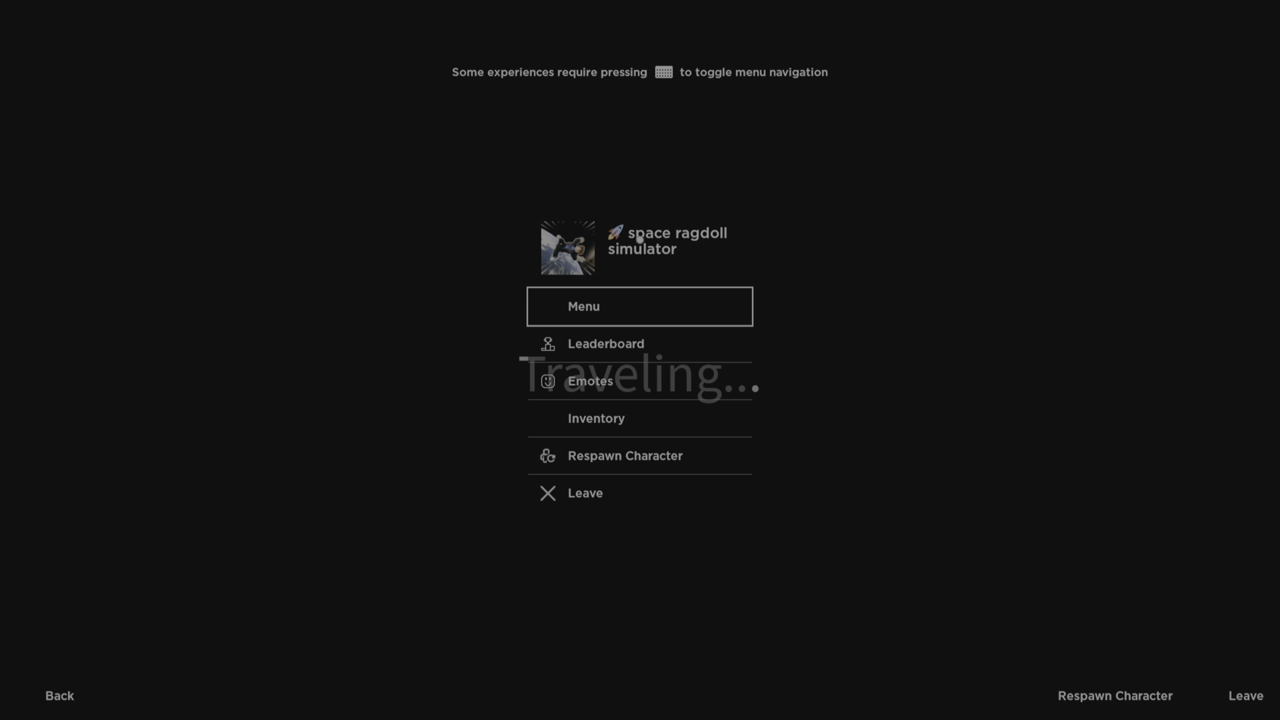 Some experiences require pressing to toggle menu navigation
🚀 space ragdoll
simulator
Menu
Leaderboard
Traveling...
Emotes
Inventory
Respawn Character
Leave
Back
Respawn Character
Leave